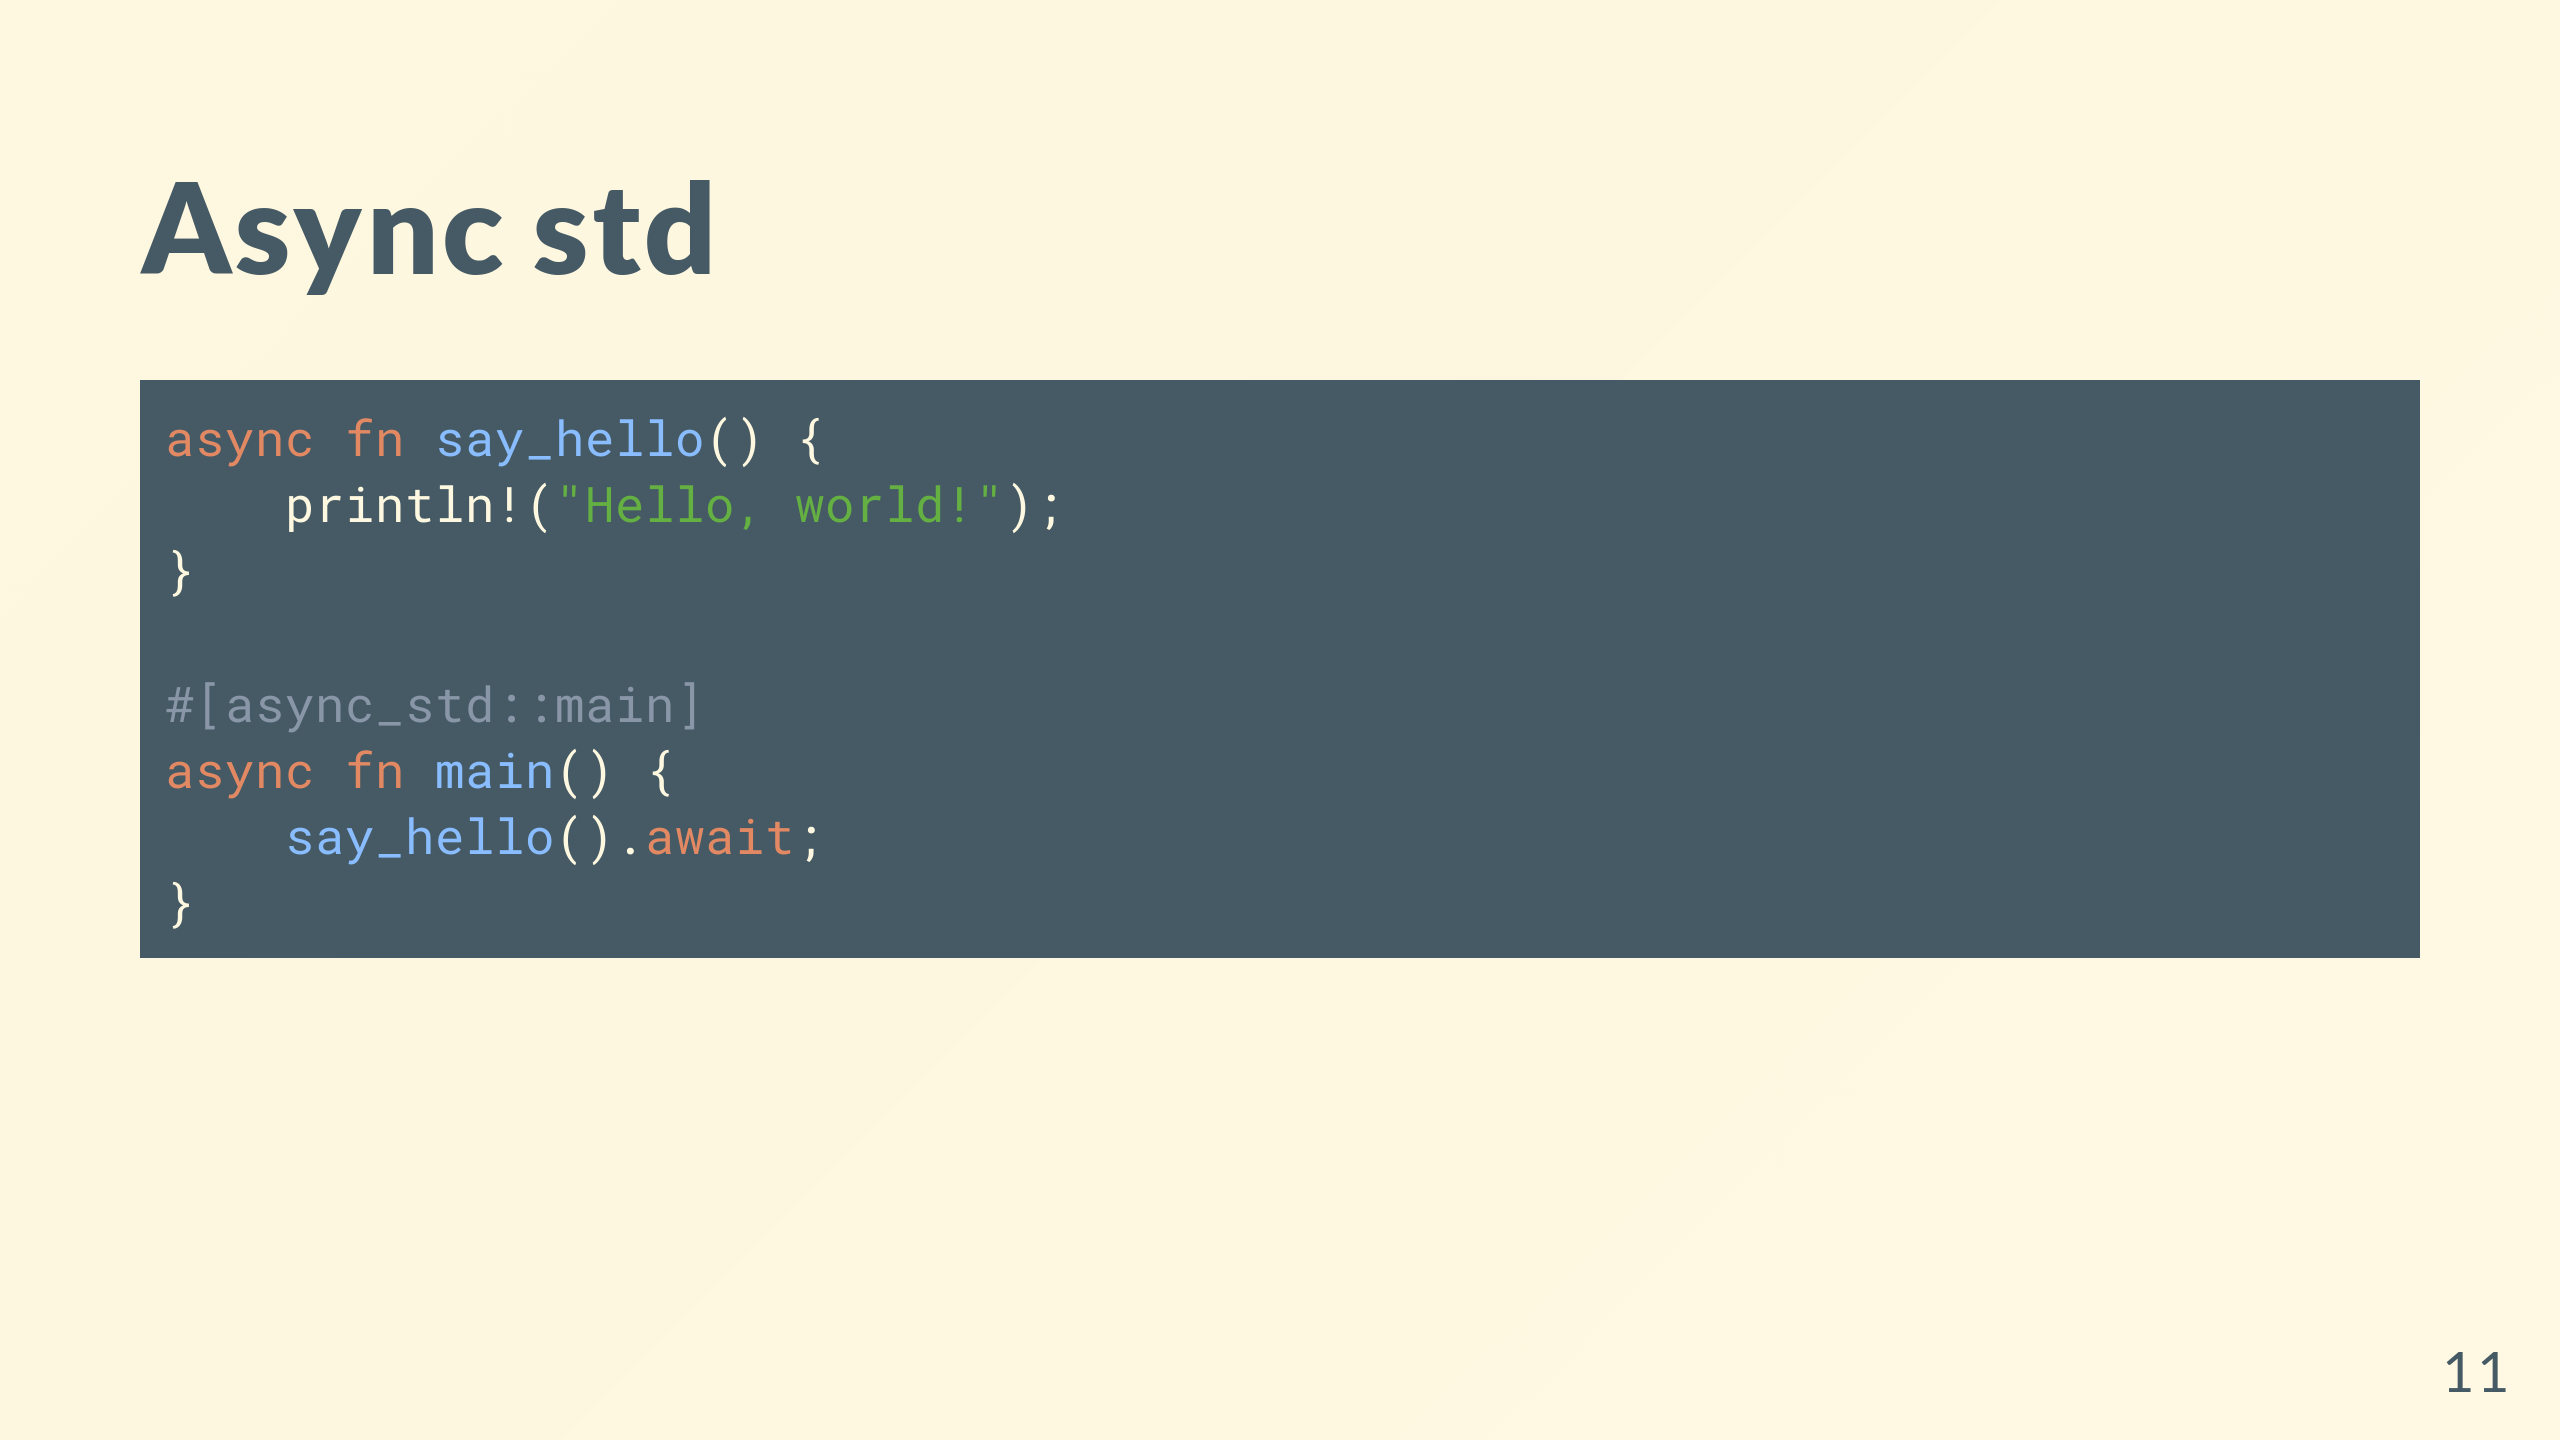 Async std
async fn say_hello() {
    println!("Hello, world!");
}

#[async_std::main]
async fn main() {
    say_hello().await;
}
11